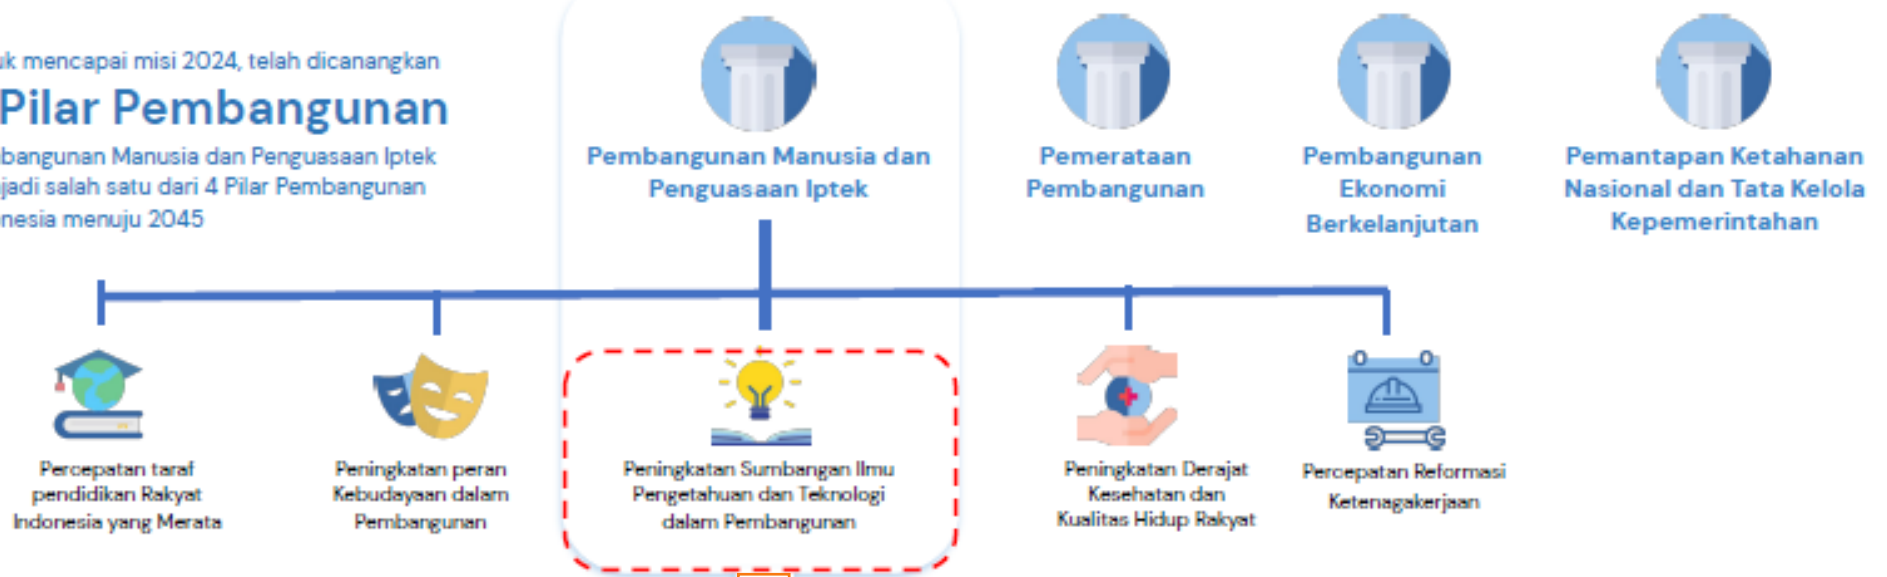 uk mencapai misi 2024, telah dicanangkan
Pilar Pembangunan
bangunan Manusia dan Penguasaan Iptek
jadi salah satu dari 4 Pilar Pembangunan
nesia menuju 2045
Pembangunan Manusia dan
Penguasaan Iptek
Pemerataan
Pembangunan
Pembangunan
Ekonomi
Berkelanjutan
Pemantapan Ketahanan
Nasional dan Tata Kelola
Kepemerintahan
Percepatan taraf
pendidikan Rakyat
Indonesia yang Merata
Peningkatan peran
Kebudayaan dalam
Pembangunan
Peningkatan Sumbangan Ilmu
Pengetahuan dan Teknologi
dalam Pembangunan
Peningkatan Derajat
Kesehatan dan
Kualitas Hidup Rakyat
Percepatan Reformasi
Ketenagakerjaan